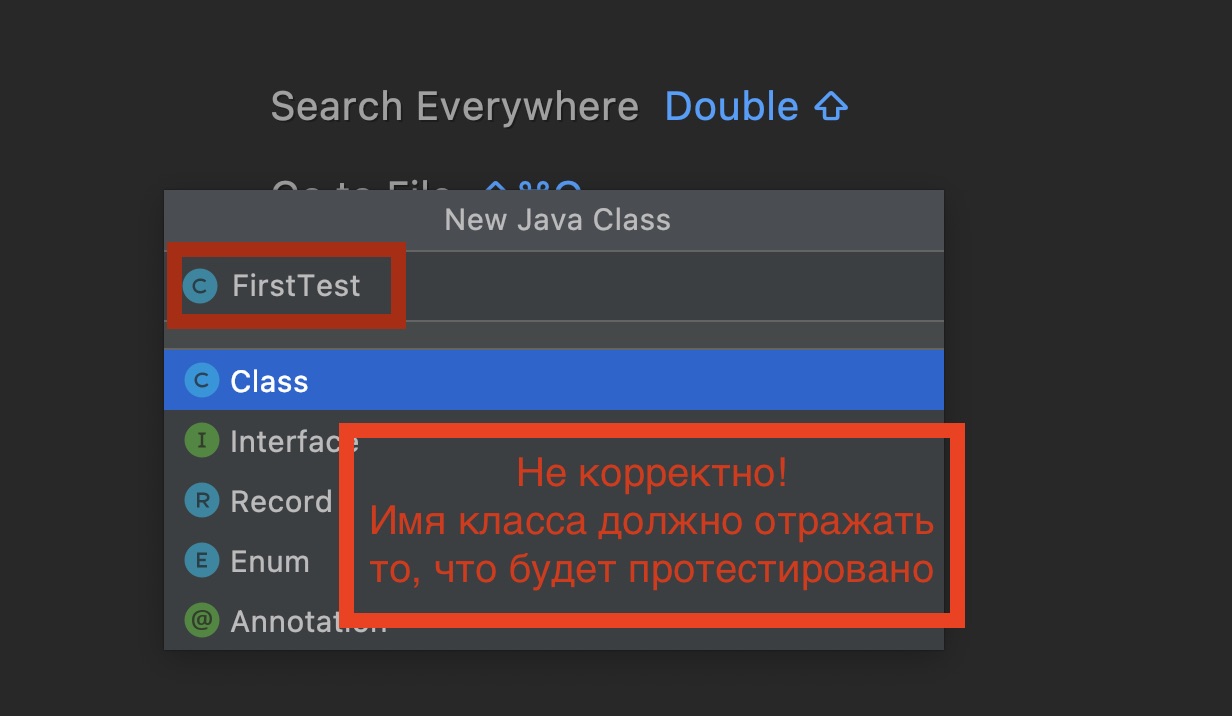 Search Everywhere Double ⇧
Go to File ⇧⌘O
New Java Class
C FirstTest
C Class
I Interface
R Record
E Enum
@ Annotation
Не корректно!
Имя класса должно отражать
то, что будет протестировано